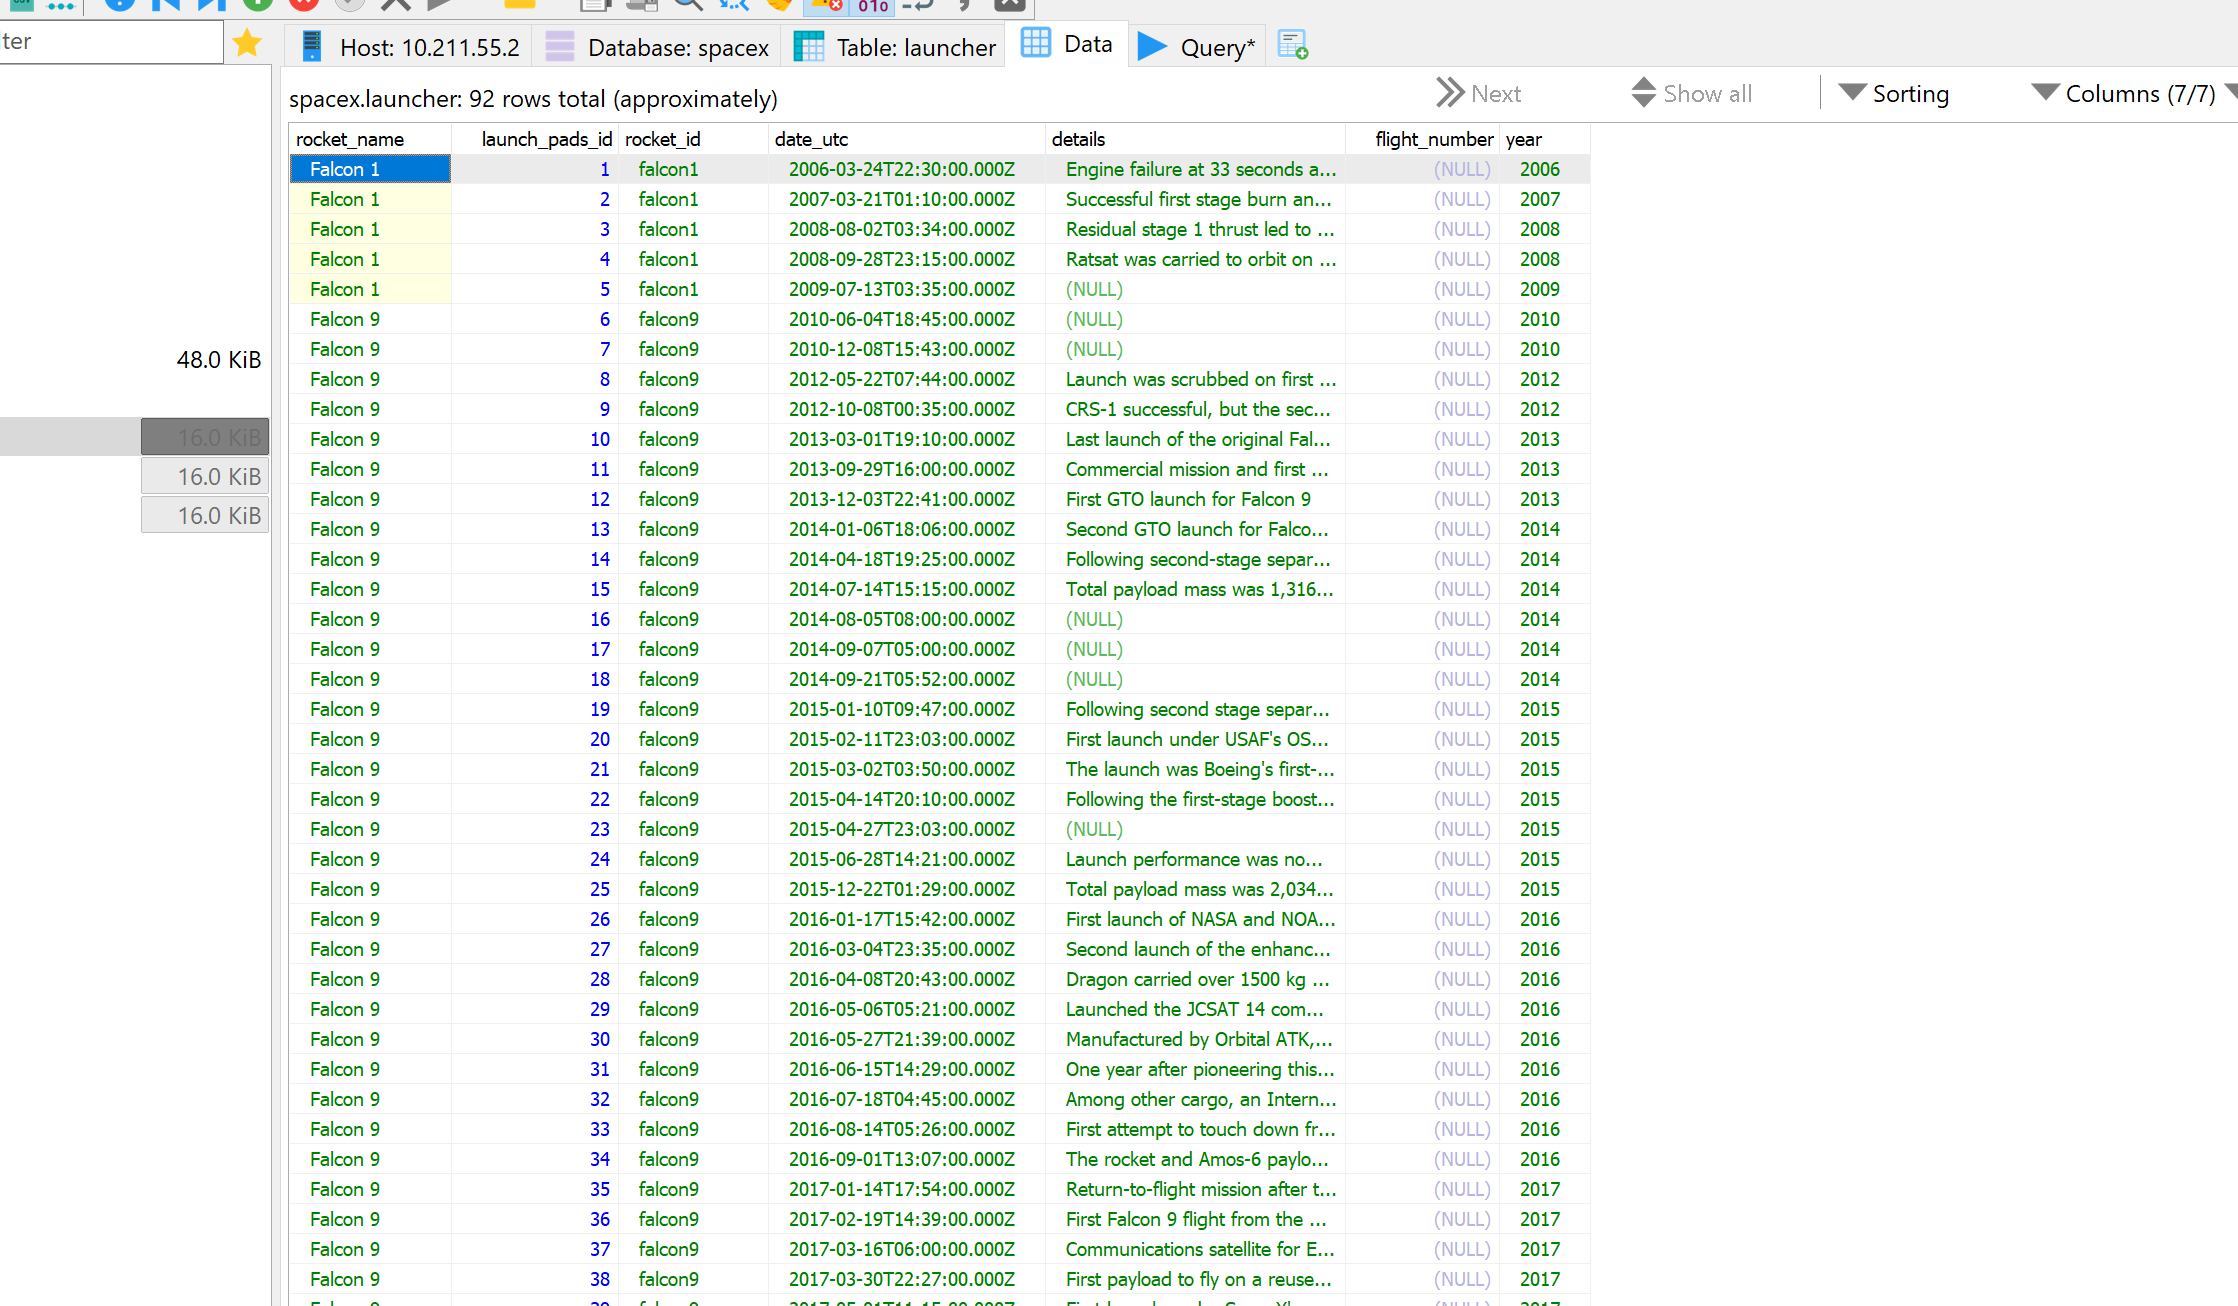 010
ter
Host: 10.211.55.2 Database: spacex Table: launcher Data Query*
spacex.launcher: 92 rows total (approximately) Next Show all Sorting Columns (7/7)
rocket_name launch_pads_id rocket_id date_utc details flight_number year
Falcon 1 1 falcon1 2006-03-24T22:30:00.000Z Engine failure at 33 seconds a... (NULL) 2006
Falcon 1 2 falcon1 2007-03-21T01:10:00.000Z Successful first stage burn an... (NULL) 2007
Falcon 1 3 falcon1 2008-08-02T03:34:00.000Z Residual stage 1 thrust led to ... (NULL) 2008
Falcon 1 4 falcon1 2008-09-28T23:15:00.000Z Ratsat was carried to orbit on ... (NULL) 2008
Falcon 1 5 falcon1 2009-07-13T03:35:00.000Z (NULL) (NULL) 2009
Falcon 9 6 falcon9 2010-06-04T18:45:00.000Z (NULL) (NULL) 2010
Falcon 9 7 falcon9 2010-12-08T15:43:00.000Z (NULL) (NULL) 2010
48.0 KiB
Falcon 9 8 falcon9 2012-05-22T07:44:00.000Z Launch was scrubbed on first ... (NULL) 2012
Falcon 9 9 falcon9 2012-10-08T00:35:00.000Z CRS-1 successful, but the sec... (NULL) 2012
16.0 KiB
Falcon 9 10 falcon9 2013-03-01T19:10:00.000Z Last launch of the original Fal... (NULL) 2013
Falcon 9 11 falcon9 2013-09-29T16:00:00.000Z Commercial mission and first ... (NULL) 2013
16.0 KiB
Falcon 9 12 falcon9 2013-12-03T22:41:00.000Z First GTO launch for Falcon 9 (NULL) 2013
16.0 KiB
Falcon 9 13 falcon9 2014-01-06T18:06:00.000Z Second GTO launch for Falco... (NULL) 2014
Falcon 9 14 falcon9 2014-04-18T19:25:00.000Z Following second-stage separ... (NULL) 2014
Falcon 9 15 falcon9 2014-07-14T15:15:00.000Z Total payload mass was 1,316... (NULL) 2014
Falcon 9 16 falcon9 2014-08-05T08:00:00.000Z (NULL) (NULL) 2014
Falcon 9 17 falcon9 2014-09-07T05:00:00.000Z (NULL) (NULL) 2014
Falcon 9 18 falcon9 2014-09-21T05:52:00.000Z (NULL) (NULL) 2014
Falcon 9 19 falcon9 2015-01-10T09:47:00.000Z Following second stage separ... (NULL) 2015
Falcon 9 20 falcon9 2015-02-11T23:03:00.000Z First launch under USAF's OS... (NULL) 2015
Falcon 9 21 falcon9 2015-03-02T03:50:00.000Z The launch was Boeing's first-... (NULL) 2015
Falcon 9 22 falcon9 2015-04-14T20:10:00.000Z Following the first-stage boost... (NULL) 2015
Falcon 9 23 falcon9 2015-04-27T23:03:00.000Z (NULL) (NULL) 2015
Falcon 9 24 falcon9 2015-06-28T14:21:00.000Z Launch performance was no... (NULL) 2015
Falcon 9 25 falcon9 2015-12-22T01:29:00.000Z Total payload mass was 2,034... (NULL) 2015
Falcon 9 26 falcon9 2016-01-17T15:42:00.000Z First launch of NASA and NOA... (NULL) 2016
Falcon 9 27 falcon9 2016-03-04T23:35:00.000Z Second launch of the enhanc... (NULL) 2016
Falcon 9 28 falcon9 2016-04-08T20:43:00.000Z Dragon carried over 1500 kg ... (NULL) 2016
Falcon 9 29 falcon9 2016-05-06T05:21:00.000Z Launched the JCSAT 14 com... (NULL) 2016
Falcon 9 30 falcon9 2016-05-27T21:39:00.000Z Manufactured by Orbital ATK,... (NULL) 2016
Falcon 9 31 falcon9 2016-06-15T14:29:00.000Z One year after pioneering this... (NULL) 2016
Falcon 9 32 falcon9 2016-07-18T04:45:00.000Z Among other cargo, an Intern... (NULL) 2016
Falcon 9 33 falcon9 2016-08-14T05:26:00.000Z First attempt to touch down fr... (NULL) 2016
Falcon 9 34 falcon9 2016-09-01T13:07:00.000Z The rocket and Amos-6 paylo... (NULL) 2016
Falcon 9 35 falcon9 2017-01-14T17:54:00.000Z Return-to-flight mission after t... (NULL) 2017
Falcon 9 36 falcon9 2017-02-19T14:39:00.000Z First Falcon 9 flight from the ... (NULL) 2017
Falcon 9 37 falcon9 2017-03-16T06:00:00.000Z Communications satellite for E... (NULL) 2017
Falcon 9 38 falcon9 2017-03-30T22:27:00.000Z First payload to fly on a reuse... (NULL) 2017